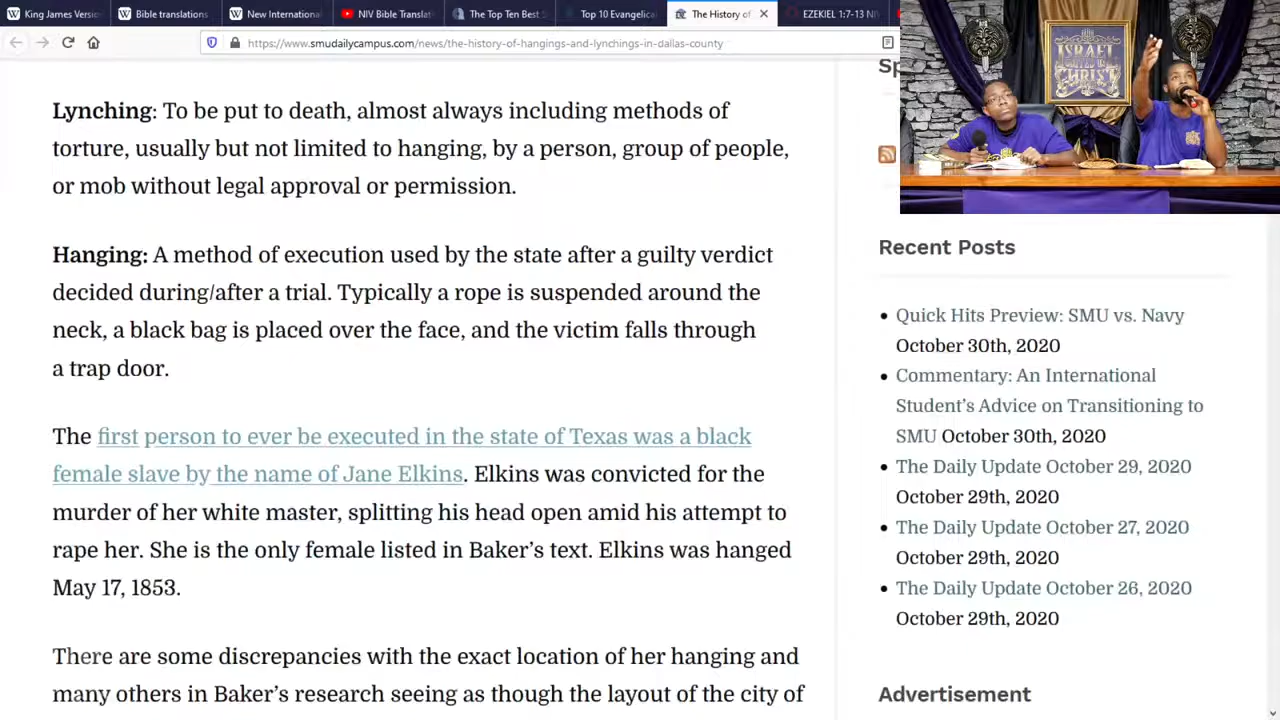 King James Versio
Bible translations
New Internationa
NIV Bible Translat
The Top Ten Best
Top 10 Evangelica
The History of
EZEKIEL 1:7-13 NIV
https://www.smudailycampus.com/news/the-history-of-hangings-and-lynchings-in-dallas-county
ISRAEL
UNITED IN
CHRIST
Lynching: To be put to death, almost always including methods of
torture, usually but not limited to hanging, by a person, group of people,
or mob without legal approval or permission.
Hanging: A method of execution used by the state after a guilty verdict
decided during/after a trial. Typically a rope is suspended around the
neck, a black bag is placed over the face, and the victim falls through
a trap door.
The first person to ever be executed in the state of Texas was a black
female slave by the name of Jane Elkins. Elkins was convicted for the
murder of her white master, splitting his head open amid his attempt to
rape her. She is the only female listed in Baker’s text. Elkins was hanged
May 17, 1853.
There are some discrepancies with the exact location of her hanging and
many others in Baker’s research seeing as though the layout of the city of
Sp
Recent Posts
Quick Hits Preview: SMU vs. Navy
October 30th, 2020
Commentary: An International
Student’s Advice on Transitioning to
SMU October 30th, 2020
The Daily Update October 29, 2020
October 29th, 2020
The Daily Update October 27, 2020
October 29th, 2020
The Daily Update October 26, 2020
October 29th, 2020
Advertisement